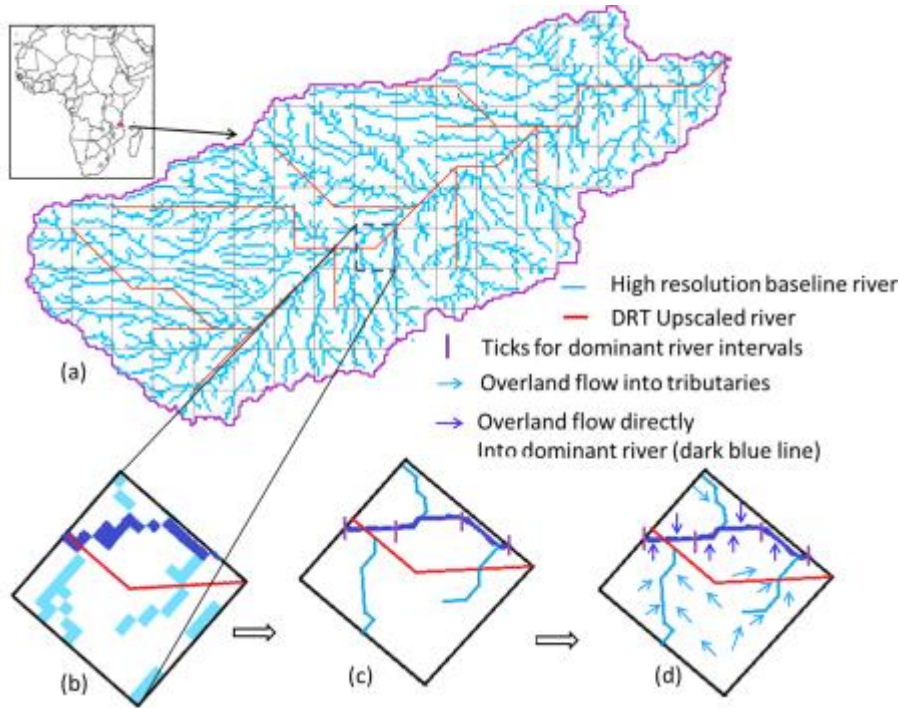 High resolution baseline river
DRT Upscaled river
(a)
Ticks for dominant river intervals
Overland flow into tributaries
Overland flow directly
Into dominant river (dark blue line)
(b)
(c)
(d)